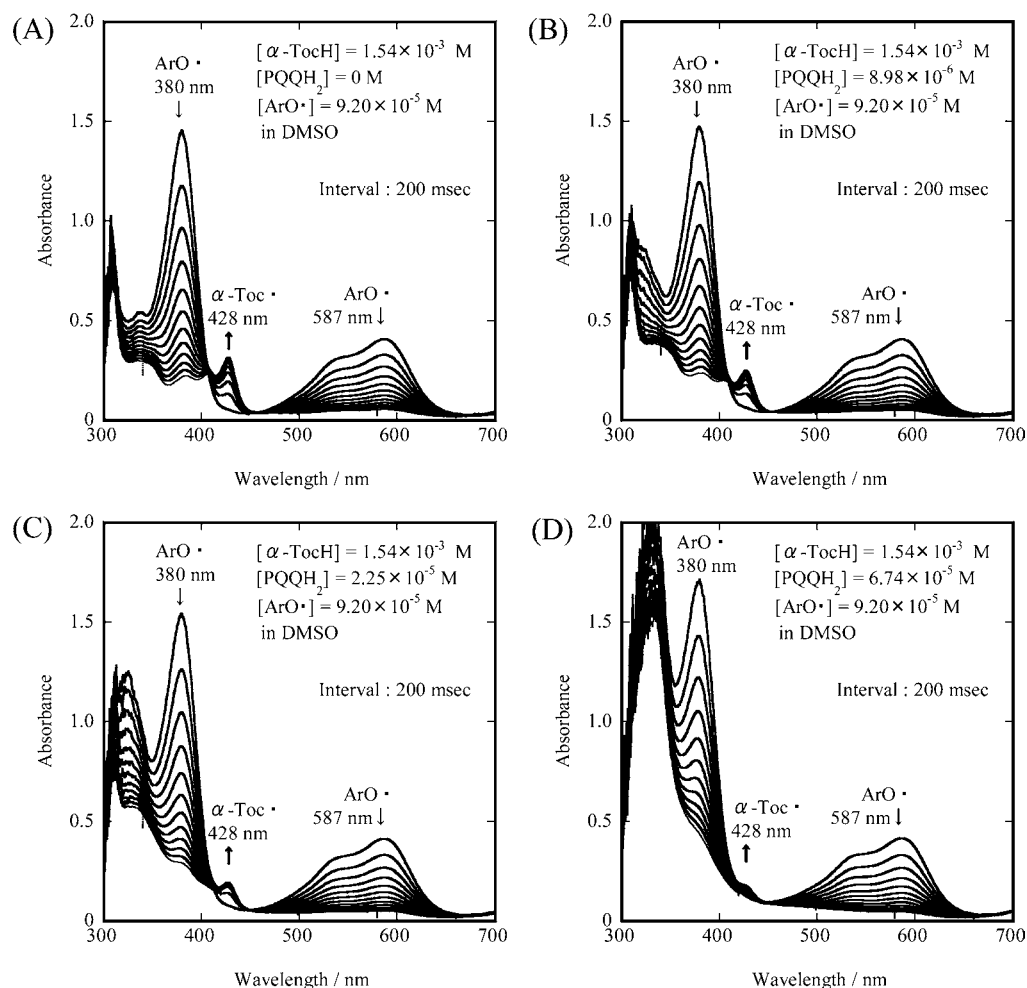 (A)
2.0
1.5
1.0
0.5
0
Absorbance
ArO・
380 nm
↓
[α-TocH] = 1.54×10-3 M
[PQQH2] = 0 M
[ArO・] = 9.20×10-5 M
in DMSO
Interval : 200 msec
α-Toc・
428 nm
ArO・
587 nm ↓
300 400 500 600 700
Wavelength / nm
(B)
2.0
1.5
1.0
0.5
0
Absorbance
ArO・
380 nm
↓
[α-TocH] = 1.54×10-3 M
[PQQH2] = 8.98×10-6 M
[ArO・] = 9.20×10-5 M
in DMSO
Interval : 200 msec
α-Toc・
428 nm
ArO・
587 nm ↓
300 400 500 600 700
Wavelength / nm
(C)
2.0
1.5
1.0
0.5
0
Absorbance
ArO・
380 nm
↓
[α-TocH] = 1.54×10-3 M
[PQQH2] = 2.25×10-5 M
[ArO・] = 9.20×10-5 M
in DMSO
Interval : 200 msec
α-Toc・
428 nm
ArO・
587 nm ↓
300 400 500 600 700
Wavelength / nm
(D)
2.0
1.5
1.0
0.5
0
Absorbance
ArO・
380 nm
[α-TocH] = 1.54×10-3 M
[PQQH2] = 6.74×10-5 M
[ArO・] = 9.20×10-5 M
in DMSO
Interval : 200 msec
α-Toc・
428 nm
ArO・
587 nm ↓
300 400 500 600 700
Wavelength / nm